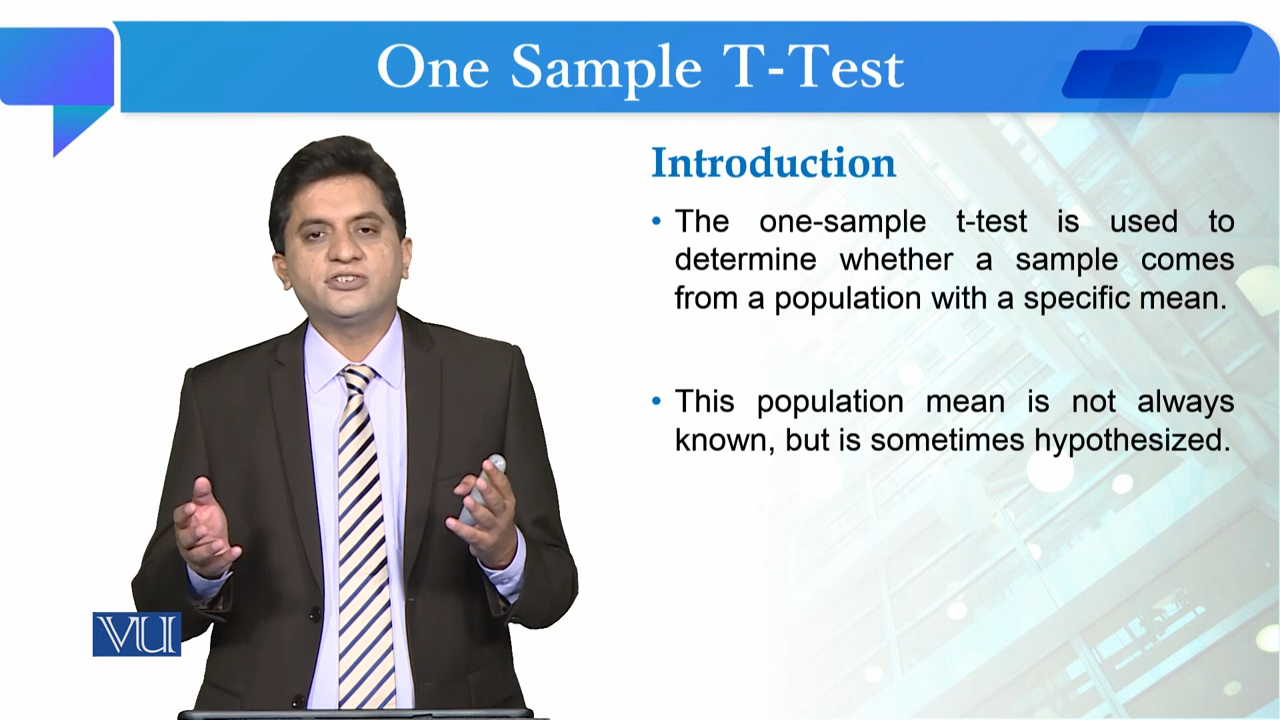 One Sample T-Test
Introduction
• The one-sample t-test is used to
determine whether a sample comes
from a population with a specific mean.
• This population mean is not always
known, but is sometimes hypothesized.
VU